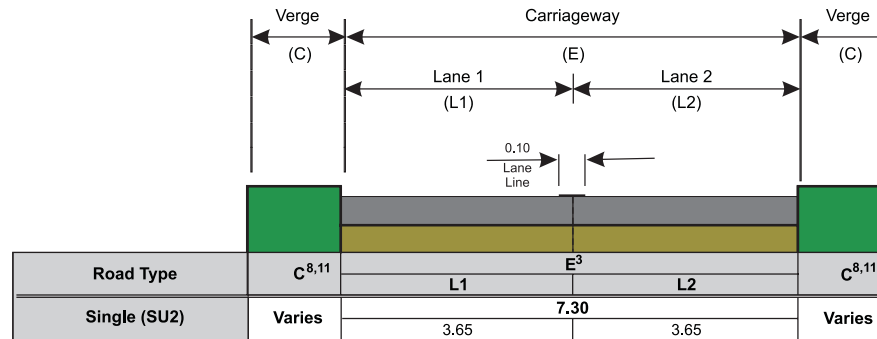 Verge Carriageway Verge
(C) (E) (C)
Lane 1 Lane 2
(L1) (L2)
0.10
Lane
Line
Road Type C8,11 E3 C8,11
L1 L2
Single (SU2) Varies 7.30 Varies
3.65 3.65